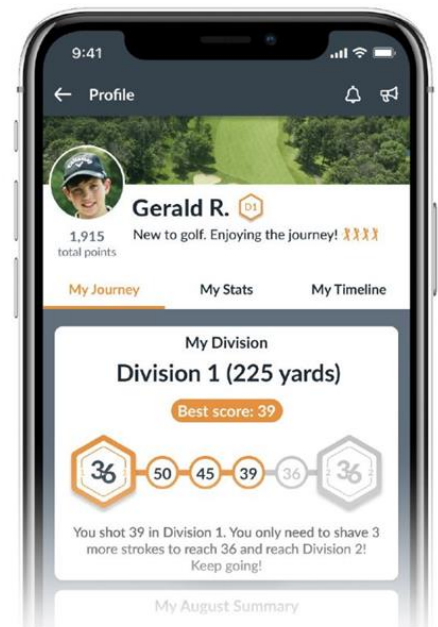 9:41
Profile
Gerald R. D1
1,915
total points
New to golf. Enjoying the journey!
My Journey My Stats My Timeline
My Division
Division 1 (225 yards)
Best score: 39
36 50 45 39 36 36
You shot 39 in Division 1. You only need to shave 3
more strokes to reach 36 and reach Division 2!
Keep going!
My August Summary